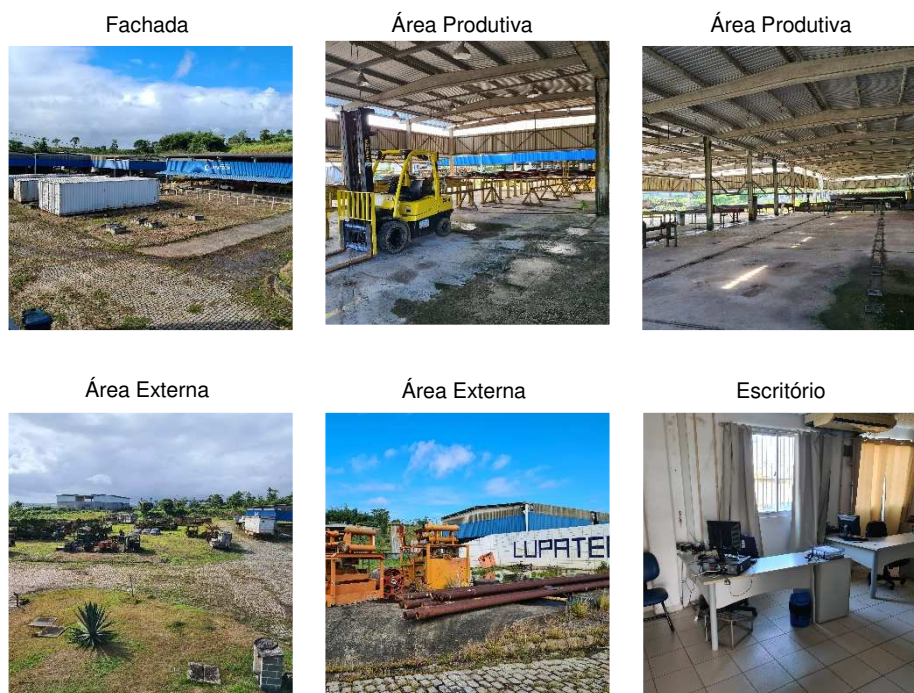 Fachada
Área Produtiva
Área Produtiva
Área Externa
Área Externa
Escritório
LUPATE